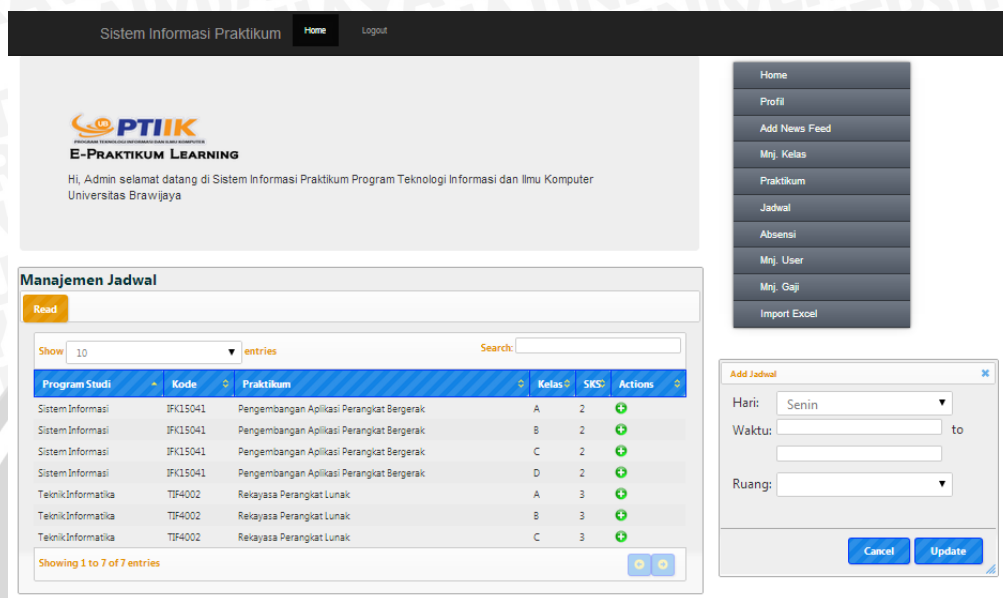 Sistem Informasi Praktikum Home Logout
PTIIK
PROGRAM TEKNOLOGI INFORMASI DAN ILMU KOMPUTER
E-PRAKTIKUM LEARNING
Hi, Admin selamat datang di Sistem Informasi Praktikum Program Teknologi Informasi dan Ilmu Komputer
Universitas Brawijaya
Home
Profil
Add News Feed
Mnj. Kelas
Praktikum
Jadwal
Absensi
Mnj. User
Mnj. Gaji
Import Excel
Manajemen Jadwal
Read
Show 10 entries Search:
Program Studi Kode Praktikum Kelas SKS Actions
Sistem Informasi IFK15041 Pengembangan Aplikasi Perangkat Bergerak A 2
Sistem Informasi IFK15041 Pengembangan Aplikasi Perangkat Bergerak B 2
Sistem Informasi IFK15041 Pengembangan Aplikasi Perangkat Bergerak C 2
Sistem Informasi IFK15041 Pengembangan Aplikasi Perangkat Bergerak D 2
Teknik Informatika TIF4002 Rekayasa Perangkat Lunak A 3
Teknik Informatika TIF4002 Rekayasa Perangkat Lunak B 3
Teknik Informatika TIF4002 Rekayasa Perangkat Lunak C 3
Showing 1 to 7 of 7 entries
Add Jadwal
Hari: Senin
Waktu: to
Ruang:
Cancel Update